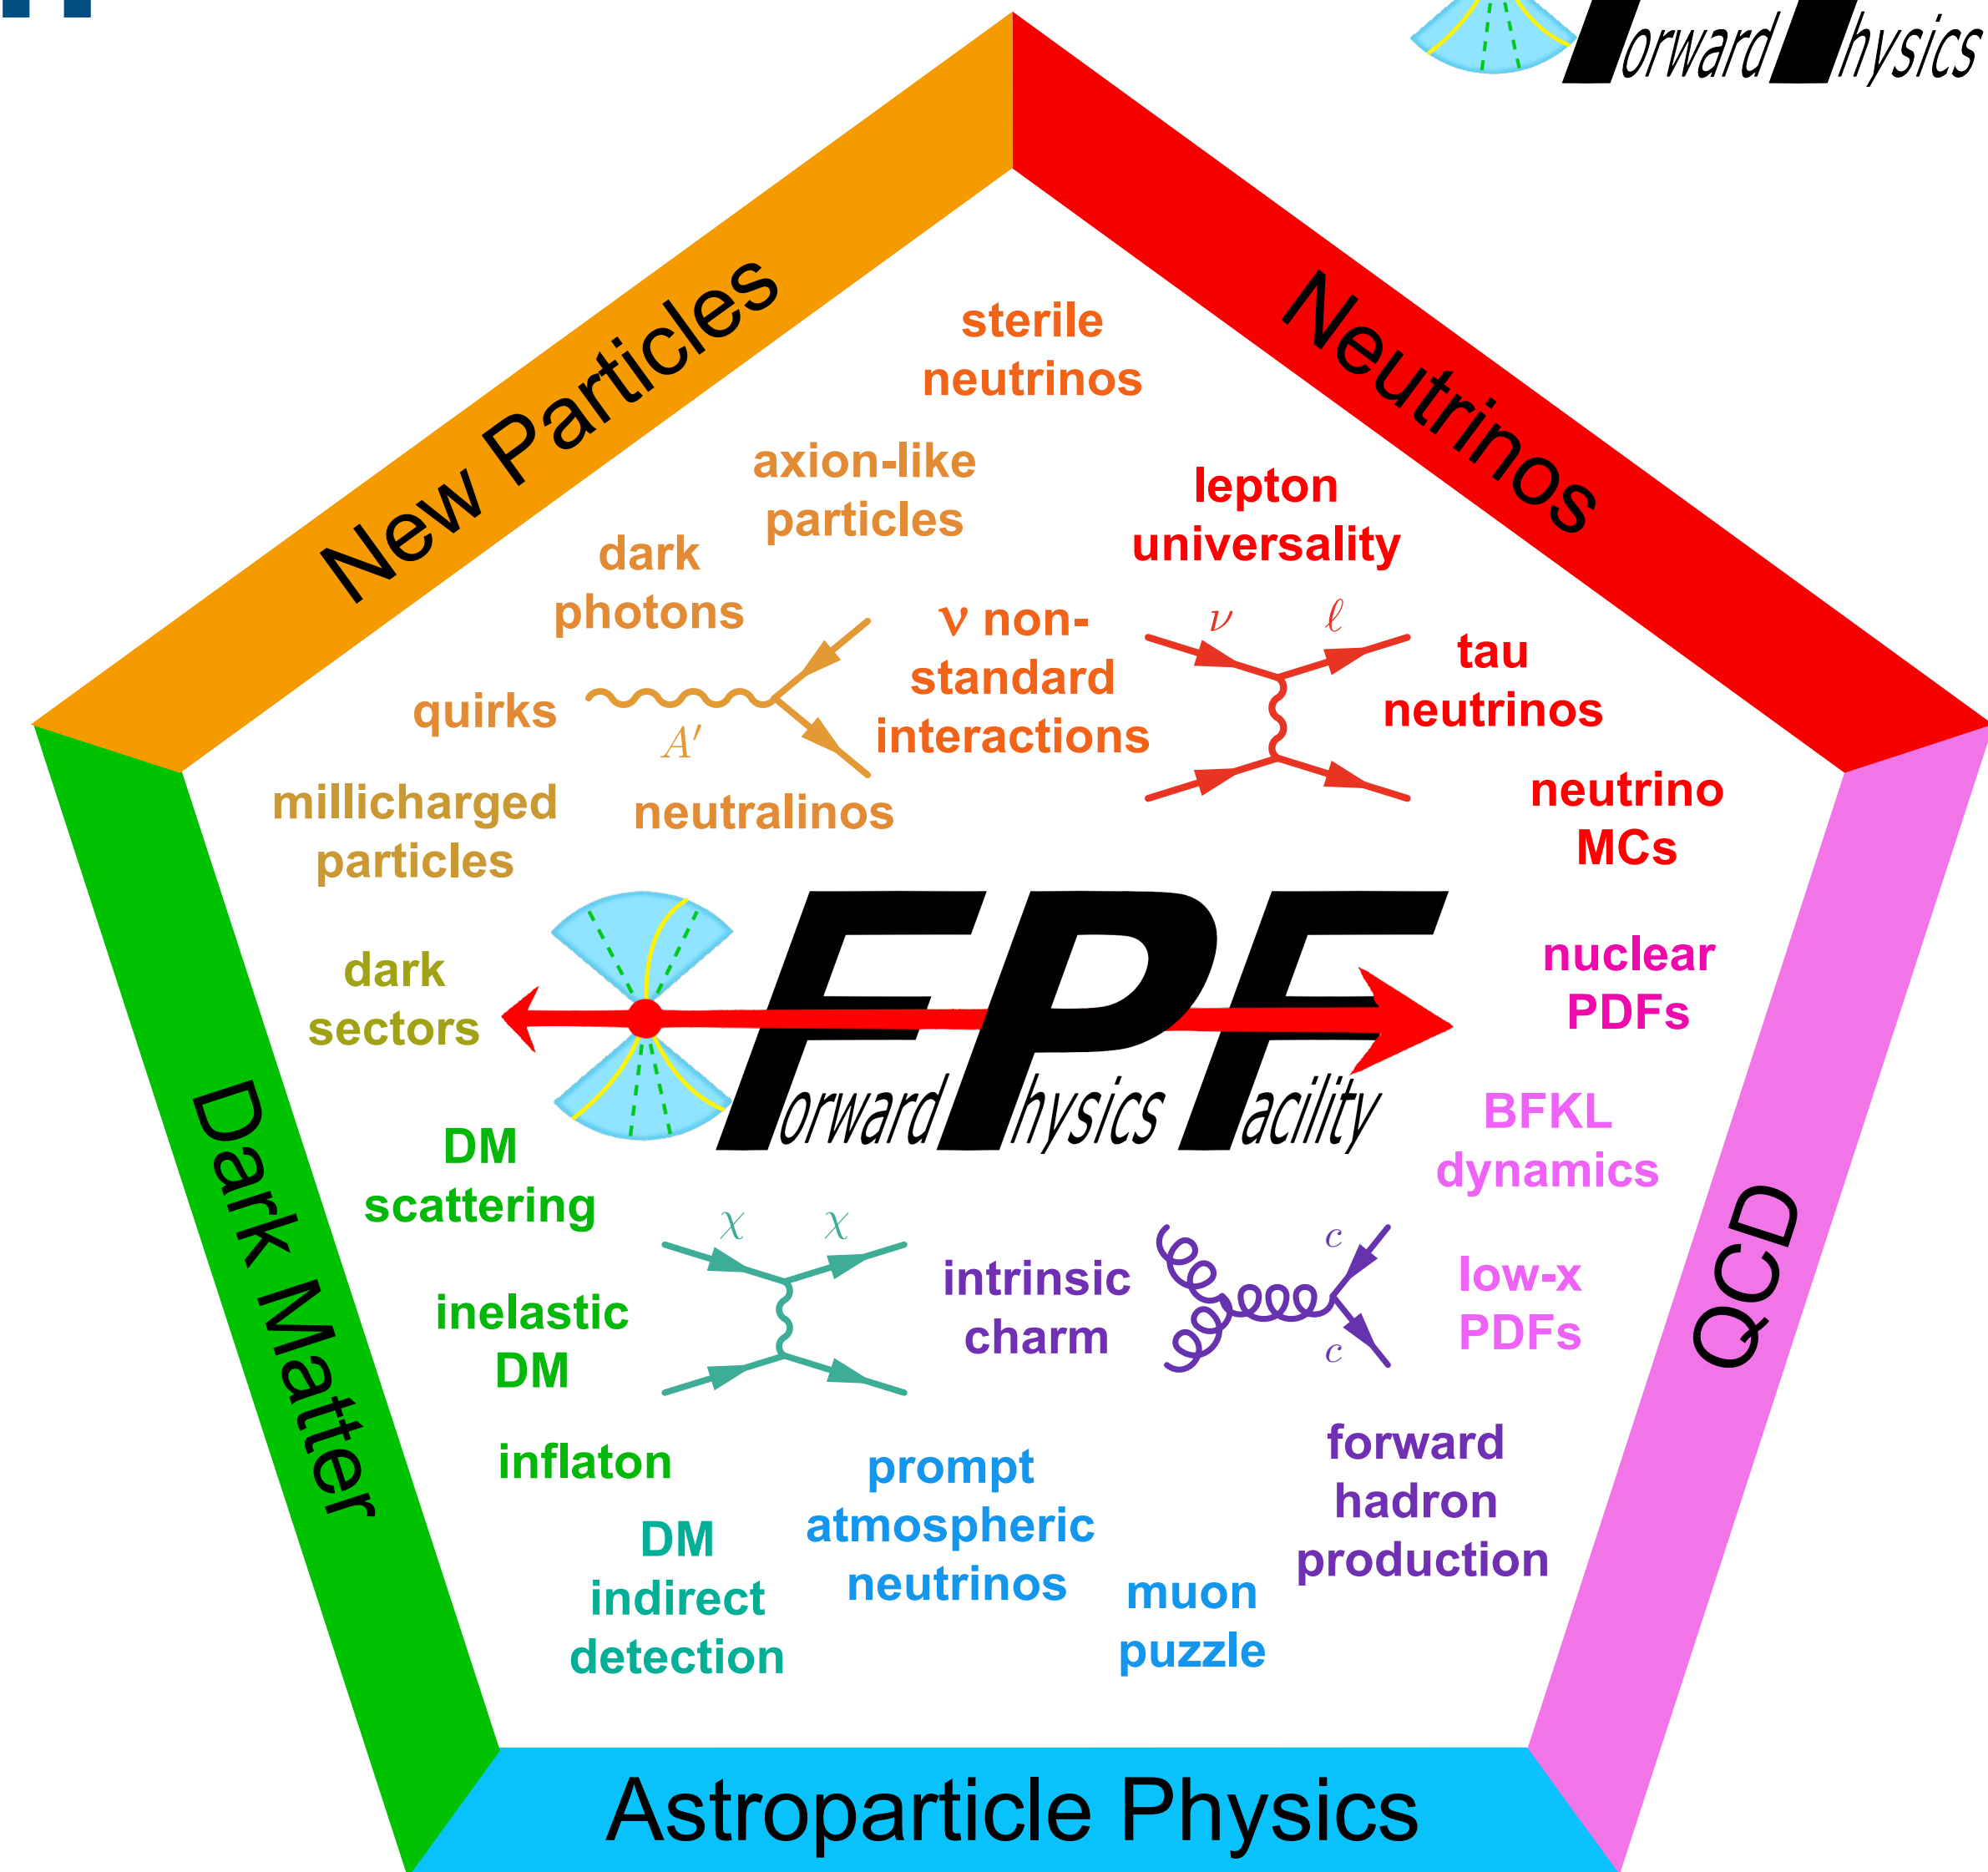 Forward Physics
New Particles
Neutrinos
sterile
neutrinos
axion-like
particles
lepton
universality
dark
photons
ν non-
standard
interactions
ν ℓ
tau
neutrinos
quirks
A′
millicharged
particles
neutralinos
neutrino
MCs
dark
sectors
FPF
Forward Physics Facility
nuclear
PDFs
BFKL
dynamics
Dark Matter
QCD
DM
scattering
χ χ
inelastic
DM
intrinsic
charm
c
c
low-x
PDFs
inflaton
prompt
atmospheric
neutrinos
forward
hadron
production
DM
indirect
detection
muon
puzzle
Astroparticle Physics